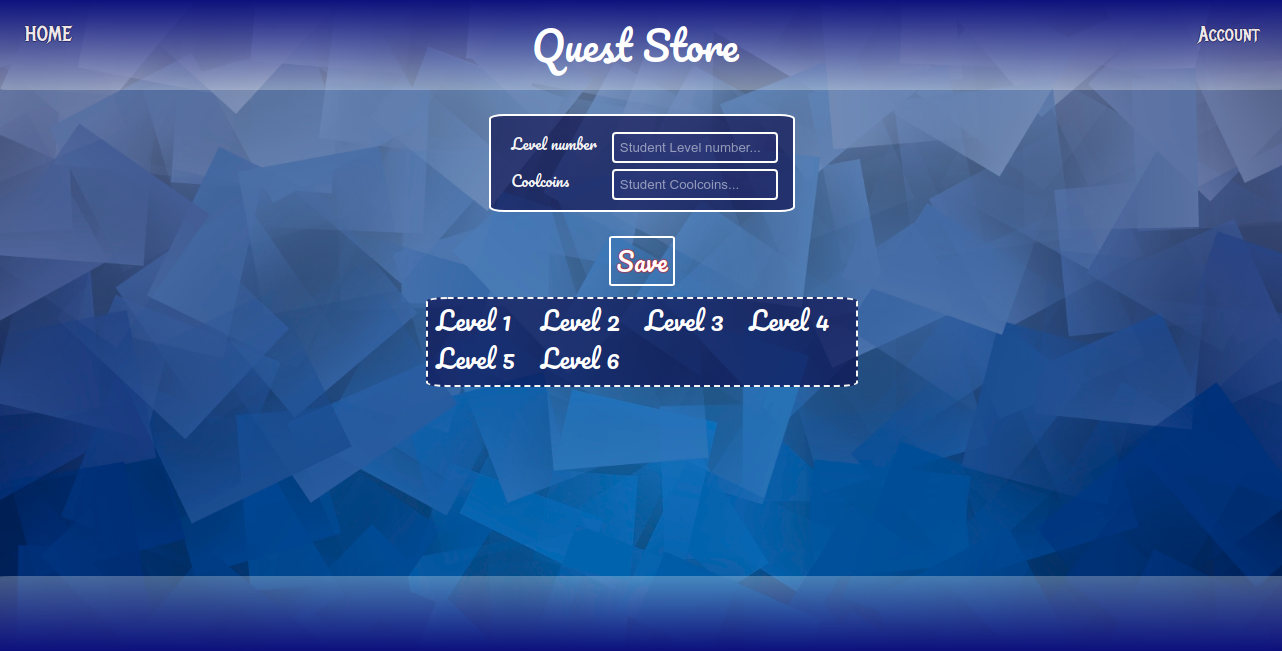 HOME
Quest Store
Account
Level number
Student Level number...
Coolcoins
Student Coolcoins...
Save
Level 1 Level 2 Level 3 Level 4
Level 5 Level 6